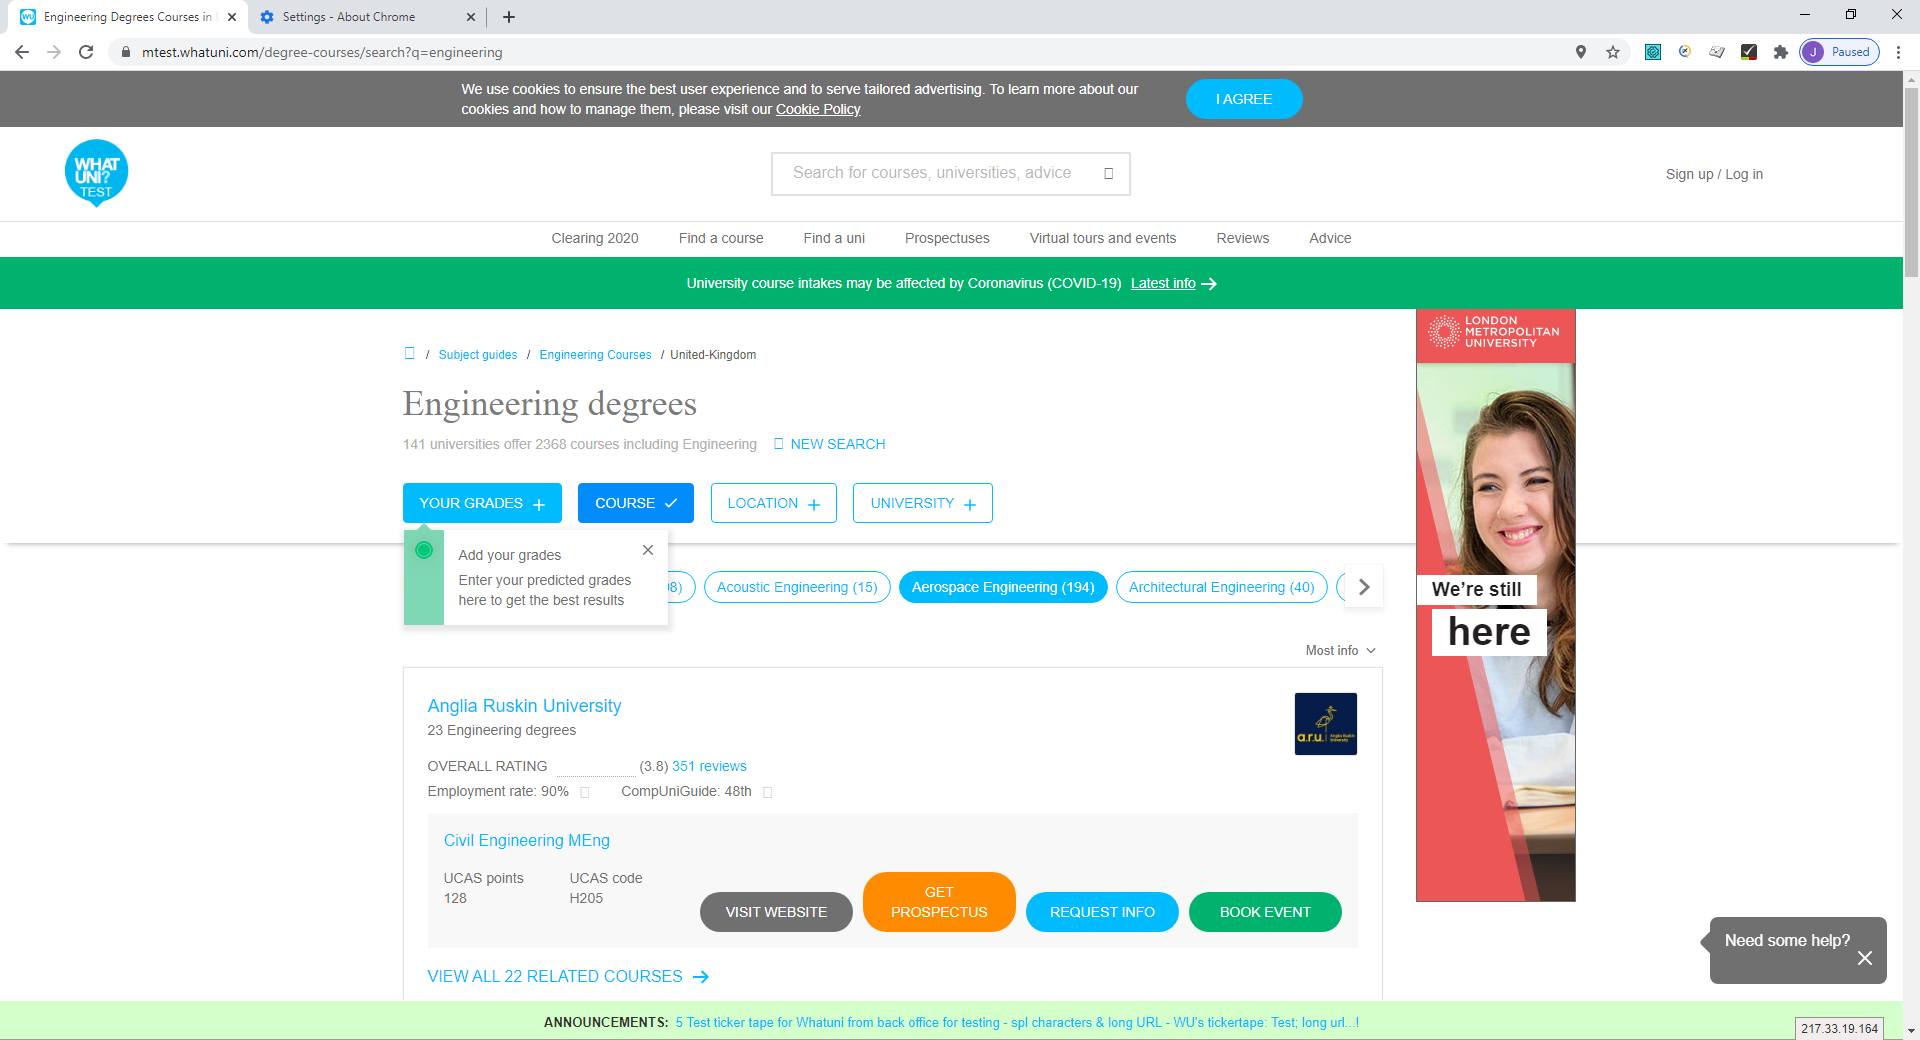 Engineering Degrees Courses in
Settings - About Chrome
mtest.whatuni.com/degree-courses/search?q=engineering
J Paused
We use cookies to ensure the best user experience and to serve tailored advertising. To learn more about our
cookies and how to manage them, please visit our Cookie Policy
I AGREE
WHAT
UNI?
TEST
Search for courses, universities, advice
Sign up / Log in
Clearing 2020 Find a course Find a uni Prospectuses Virtual tours and events Reviews Advice
University course intakes may be affected by Coronavirus (COVID-19) Latest info
/ Subject guides / Engineering Courses / United-Kingdom
Engineering degrees
141 universities offer 2368 courses including Engineering NEW SEARCH
YOUR GRADES + COURSE LOCATION + UNIVERSITY +
Add your grades
Enter your predicted grades
here to get the best results
Acoustic Engineering (15) Aerospace Engineering (194) Architectural Engineering (40)
Most info
Anglia Ruskin University
23 Engineering degrees
OVERALL RATING (3.8) 351 reviews
Employment rate: 90% CompUniGuide: 48th
a.r.u. Anglia Ruskin
University
Civil Engineering MEng
UCAS points UCAS code
128 H205
VISIT WEBSITE
GET
PROSPECTUS
REQUEST INFO
BOOK EVENT
VIEW ALL 22 RELATED COURSES
LONDON
METROPOLITAN
UNIVERSITY
We're still
here
Need some help?
ANNOUNCEMENTS: 5 Test ticker tape for Whatuni from back office for testing - spl characters & long URL - WU's tickertape: Test; long url...!
217.33.19.164